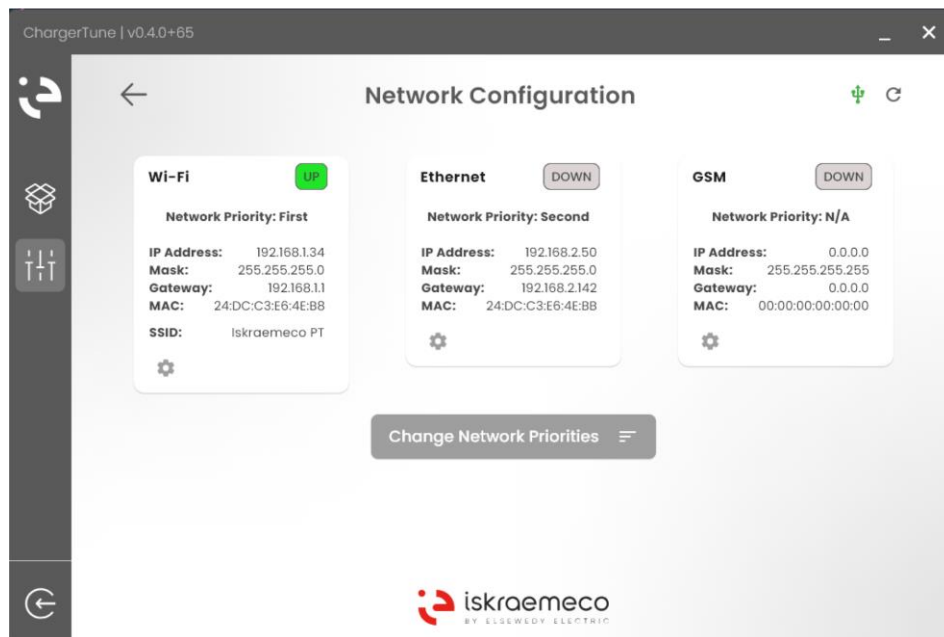 ChargerTune | v0.4.0+65
Network Configuration
Wi-Fi
UP
Network Priority: First
IP Address: 192.168.1.34
Mask: 255.255.255.0
Gateway: 192.168.1.1
MAC: 24:DC:C3:E6:4E:B8
SSID: Iskraemeco PT
Ethernet
DOWN
Network Priority: Second
IP Address: 192.168.2.50
Mask: 255.255.255.0
Gateway: 192.168.2.142
MAC: 24:DC:C3:E6:4E:BB
GSM
DOWN
Network Priority: N/A
IP Address: 0.0.0.0
Mask: 255.255.255.255
Gateway: 0.0.0.0
MAC: 00:00:00:00:00:00
Change Network Priorities
iskraemeco
BY ELSEWEDY ELECTRIC